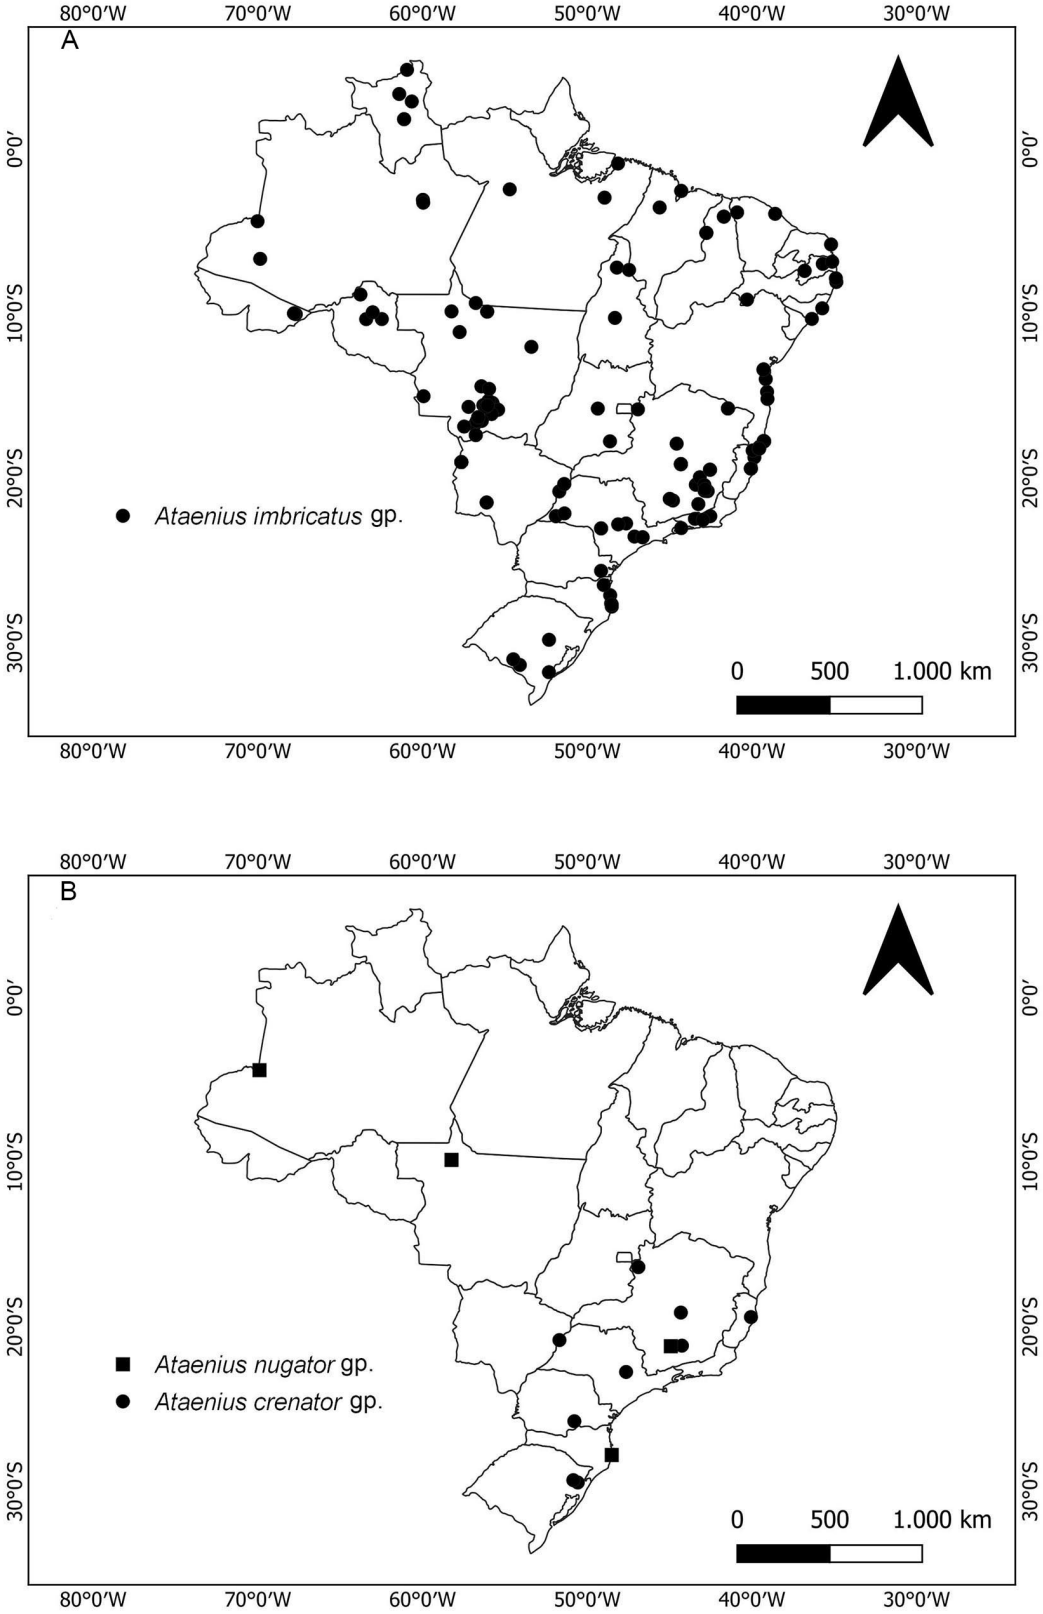 80°0′W 70°0′W 60°0′W 50°0′W 40°0′W 30°0′W
A
0°0′ 0°0′
10°0′S 10°0′S
20°0′S 20°0′S
Ataenius imbricatus gp.
30°0′S 30°0′S
0 500 1.000 km
80°0′W 70°0′W 60°0′W 50°0′W 40°0′W 30°0′W
80°0′W 70°0′W 60°0′W 50°0′W 40°0′W 30°0′W
B
0°0′ 0°0′
10°0′S 10°0′S
20°0′S 20°0′S
Ataenius nugator gp.
Ataenius crenator gp.
30°0′S 30°0′S
0 500 1.000 km
80°0′W 70°0′W 60°0′W 50°0′W 40°0′W 30°0′W